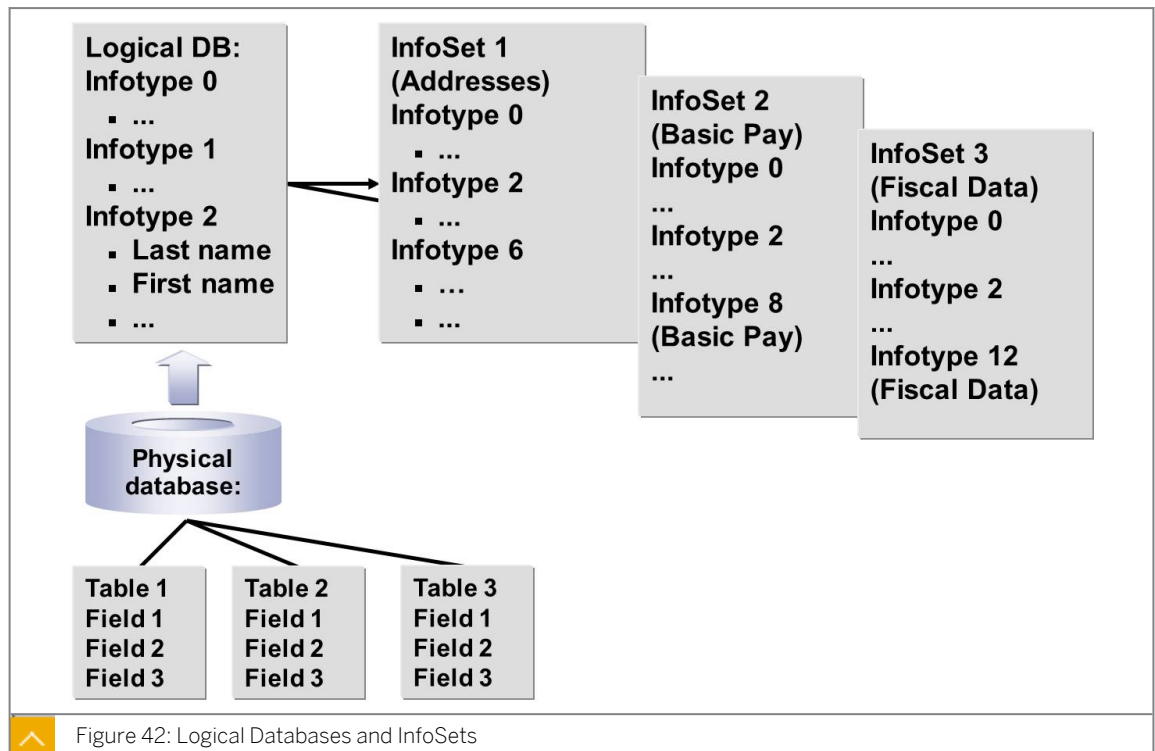 Logical DB:
Infotype 0
▪ ...
Infotype 1
▪ ...
Infotype 2
▪ Last name
▪ First name
▪ ...
InfoSet 1
(Addresses)
Infotype 0
▪ ...
Infotype 2
▪ ...
Infotype 6
▪ ...
▪ ...
InfoSet 2
(Basic Pay)
Infotype 0
...
Infotype 2
...
Infotype 8
(Basic Pay)
...
InfoSet 3
(Fiscal Data)
Infotype 0
...
Infotype 2
...
Infotype 12
(Fiscal Data)
Physical
database:
Table 1
Field 1
Field 2
Field 3
Table 2
Field 1
Field 2
Field 3
Table 3
Field 1
Field 2
Field 3
Figure 42: Logical Databases and InfoSets